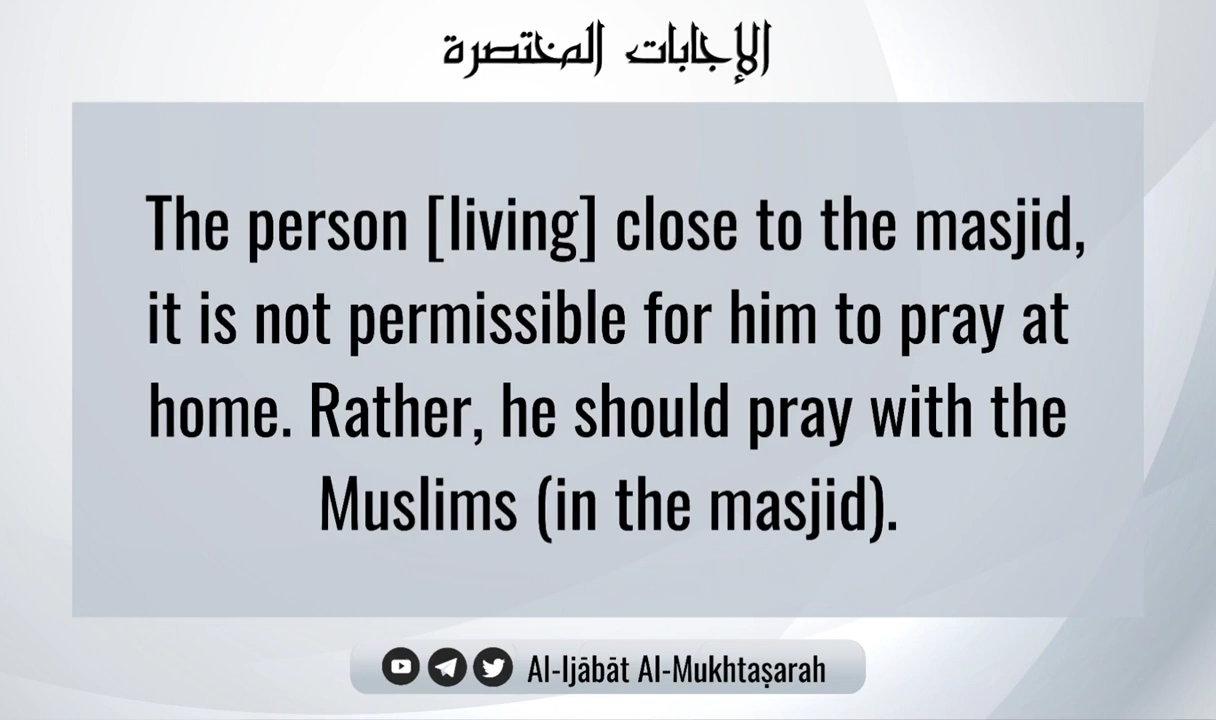 الإجابات المختصرة
The person [living] close to the masjid,
it is not permissible for him to pray at
home. Rather, he should pray with the
Muslims (in the masjid).
Al-Ijābāt Al-Mukhtaṣarah